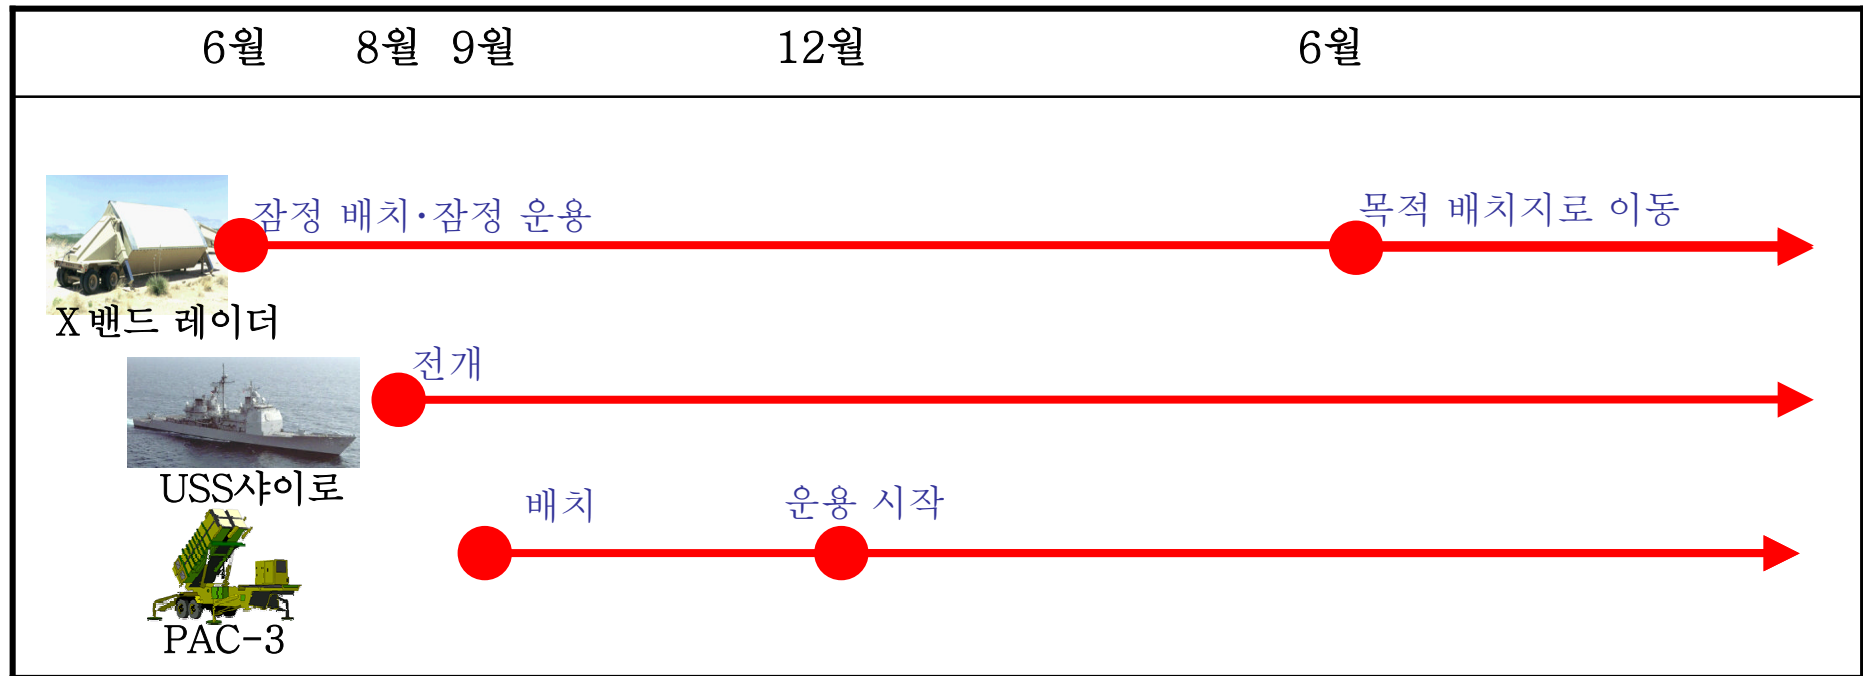 6월 8월 9월 12월 6월
잠정 배치·잠정 운용
목적 배치지로 이동
X 밴드 레이더
전개
USS샤이로
배치
운용 시작
PAC-3